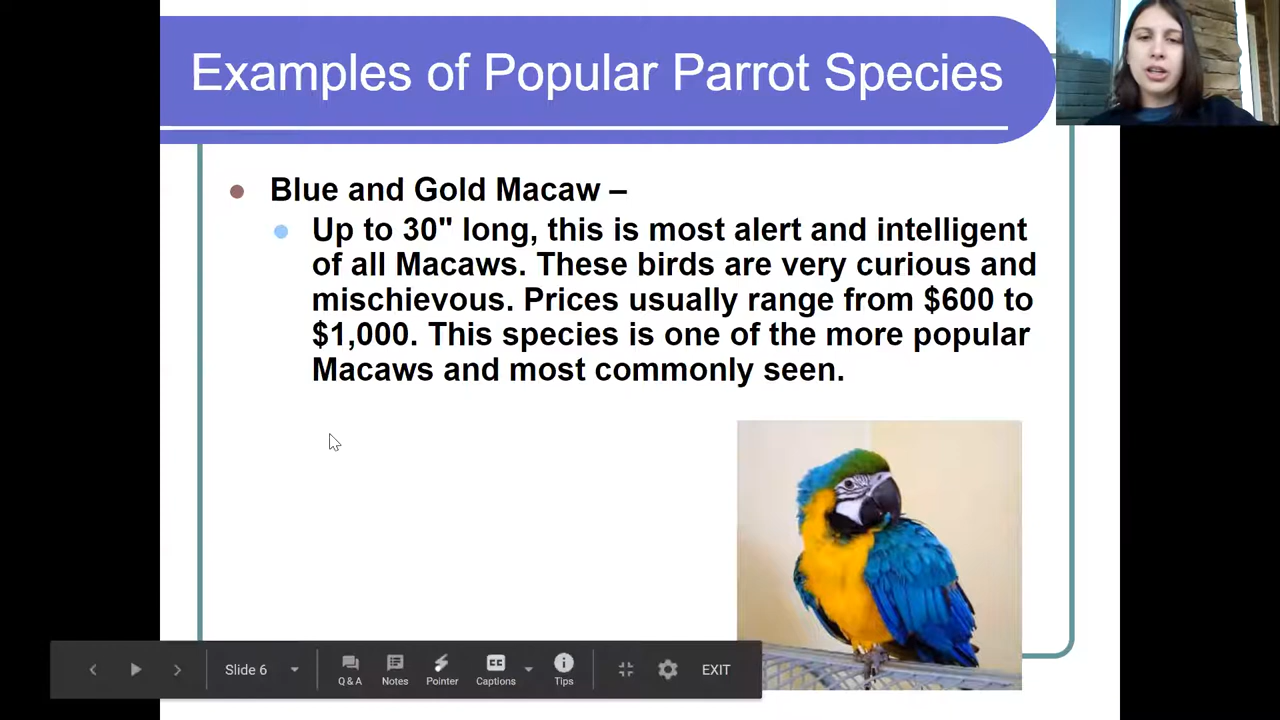 Examples of Popular Parrot Species
Blue and Gold Macaw –
Up to 30" long, this is most alert and intelligent
of all Macaws. These birds are very curious and
mischievous. Prices usually range from $600 to
$1,000. This species is one of the more popular
Macaws and most commonly seen.
Slide 6
Q & A
Notes
Pointer
CC
Captions
Tips
EXIT